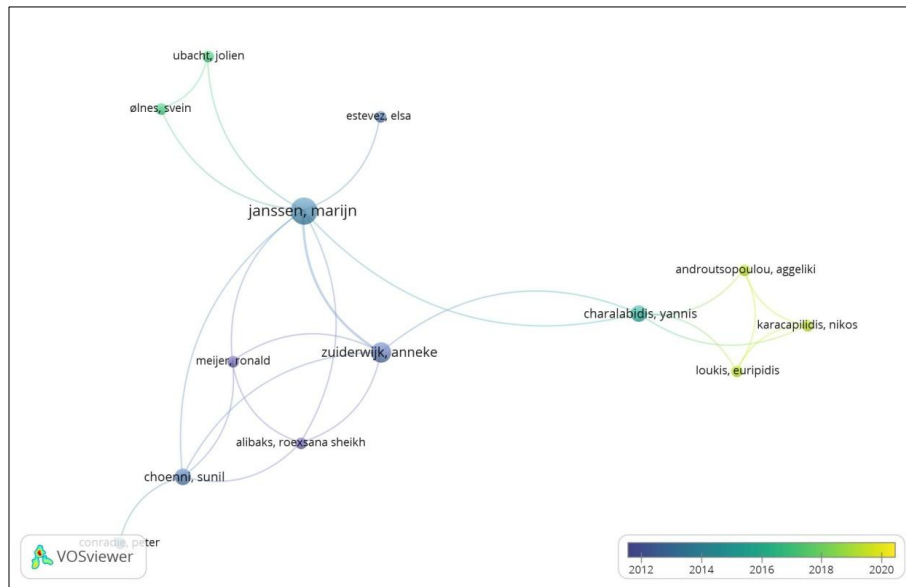 ubacht, jolien
ølnes, svein
estevez, elsa
janssen, marijn
androutsopoulou, aggeliki
charalabidis, yannis
karacapilidis, nikos
zuiderwijk, anneke
meijer, ronald
loukis, euripidis
alibaks, roexsana sheikh
choenni, sunil
conradie, peter
VOSviewer
2012 2014 2016 2018 2020